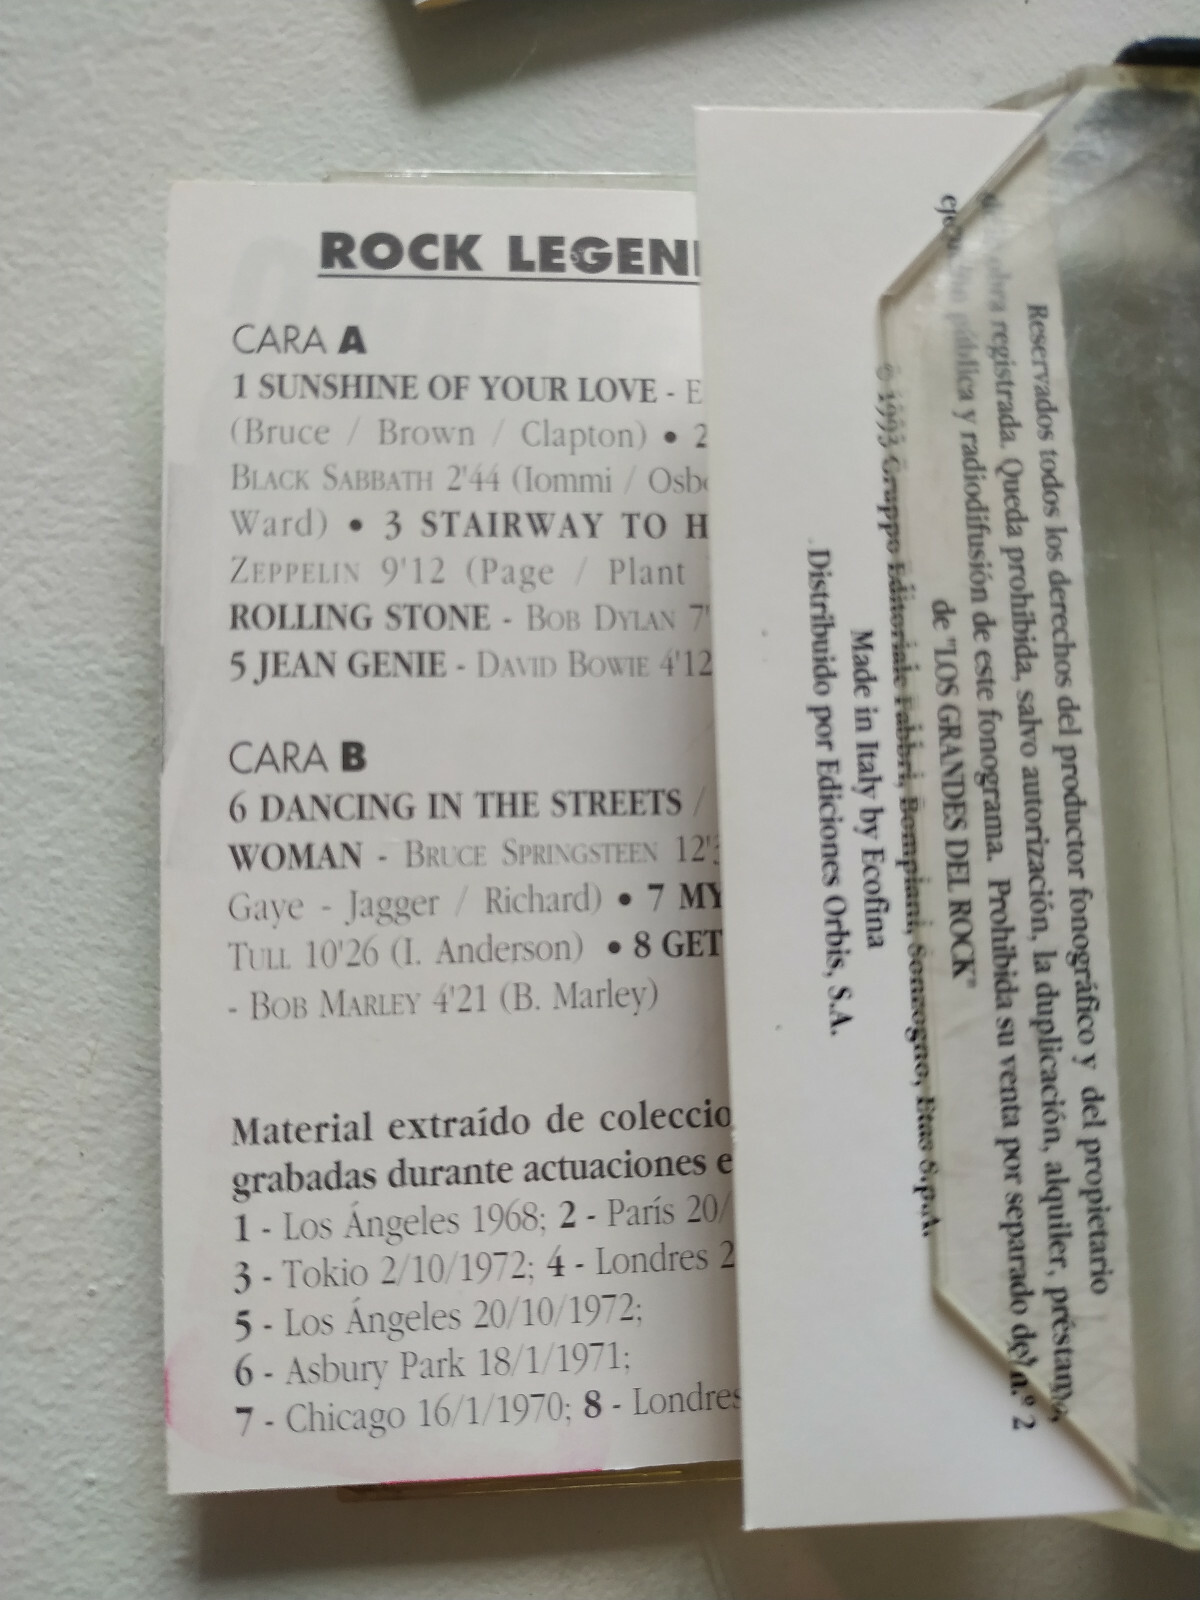 ROCK LEGEN
CARA A
1 SUNSHINE OF YOUR LOVE - E
(Bruce / Brown / Clapton) • 2
BLACK SABBATH 2'44 (Iommi / Osb
Ward) • 3 STAIRWAY TO H
ZEPPELIN 9'12 (Page / Plant
ROLLING STONE - BOB DYLAN 7'
5 JEAN GENIE - DAVID BOWIE 4'12
CARA B
6 DANCING IN THE STREETS /
WOMAN - BRUCE SPRINGSTEEN 12'
Gaye - Jagger / Richard) • 7 MY
TULL 10'26 (I. Anderson) • 8 GET
- BOB MARLEY 4'21 (B. Marley)
Material extraído de coleccio
grabadas durante actuaciones e
1 - Los Ángeles 1968; 2 - París 20/
3 - Tokio 2/10/1972; 4 - Londres 2
5 - Los Ángeles 20/10/1972;
6 - Asbury Park 18/1/1971;
7 - Chicago 16/1/1970; 8 - Londres
Reservados todos los derechos del productor fonográfico y del propietario
obra registrada. Queda prohibida, salvo autorización, la duplicación, alquiler, préstamo,
pública y radiodifusión de este fonograma. Prohibida su venta por separado del n.º 2
de "LOS GRANDES DEL ROCK"
© 1993 Gruppo Editoriale Fabbri, Bompiani, Sonzogno, Etas S.p.A.
Made in Italy by Ecofina
Distribuido por Ediciones Orbis, S.A.